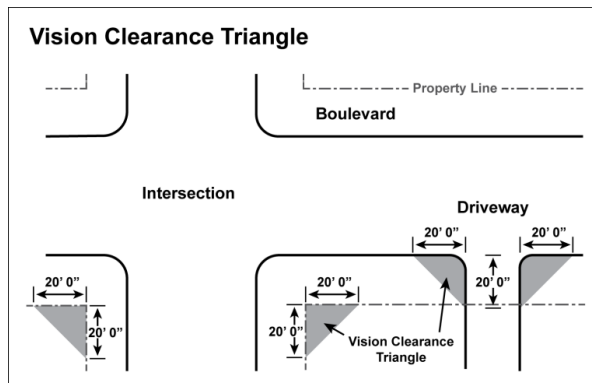 Vision Clearance Triangle
Property Line
Boulevard
Intersection
Driveway
20' 0"
20' 0"
20' 0"
20' 0"
20' 0"
20' 0"
20' 0"
Vision Clearance
Triangle